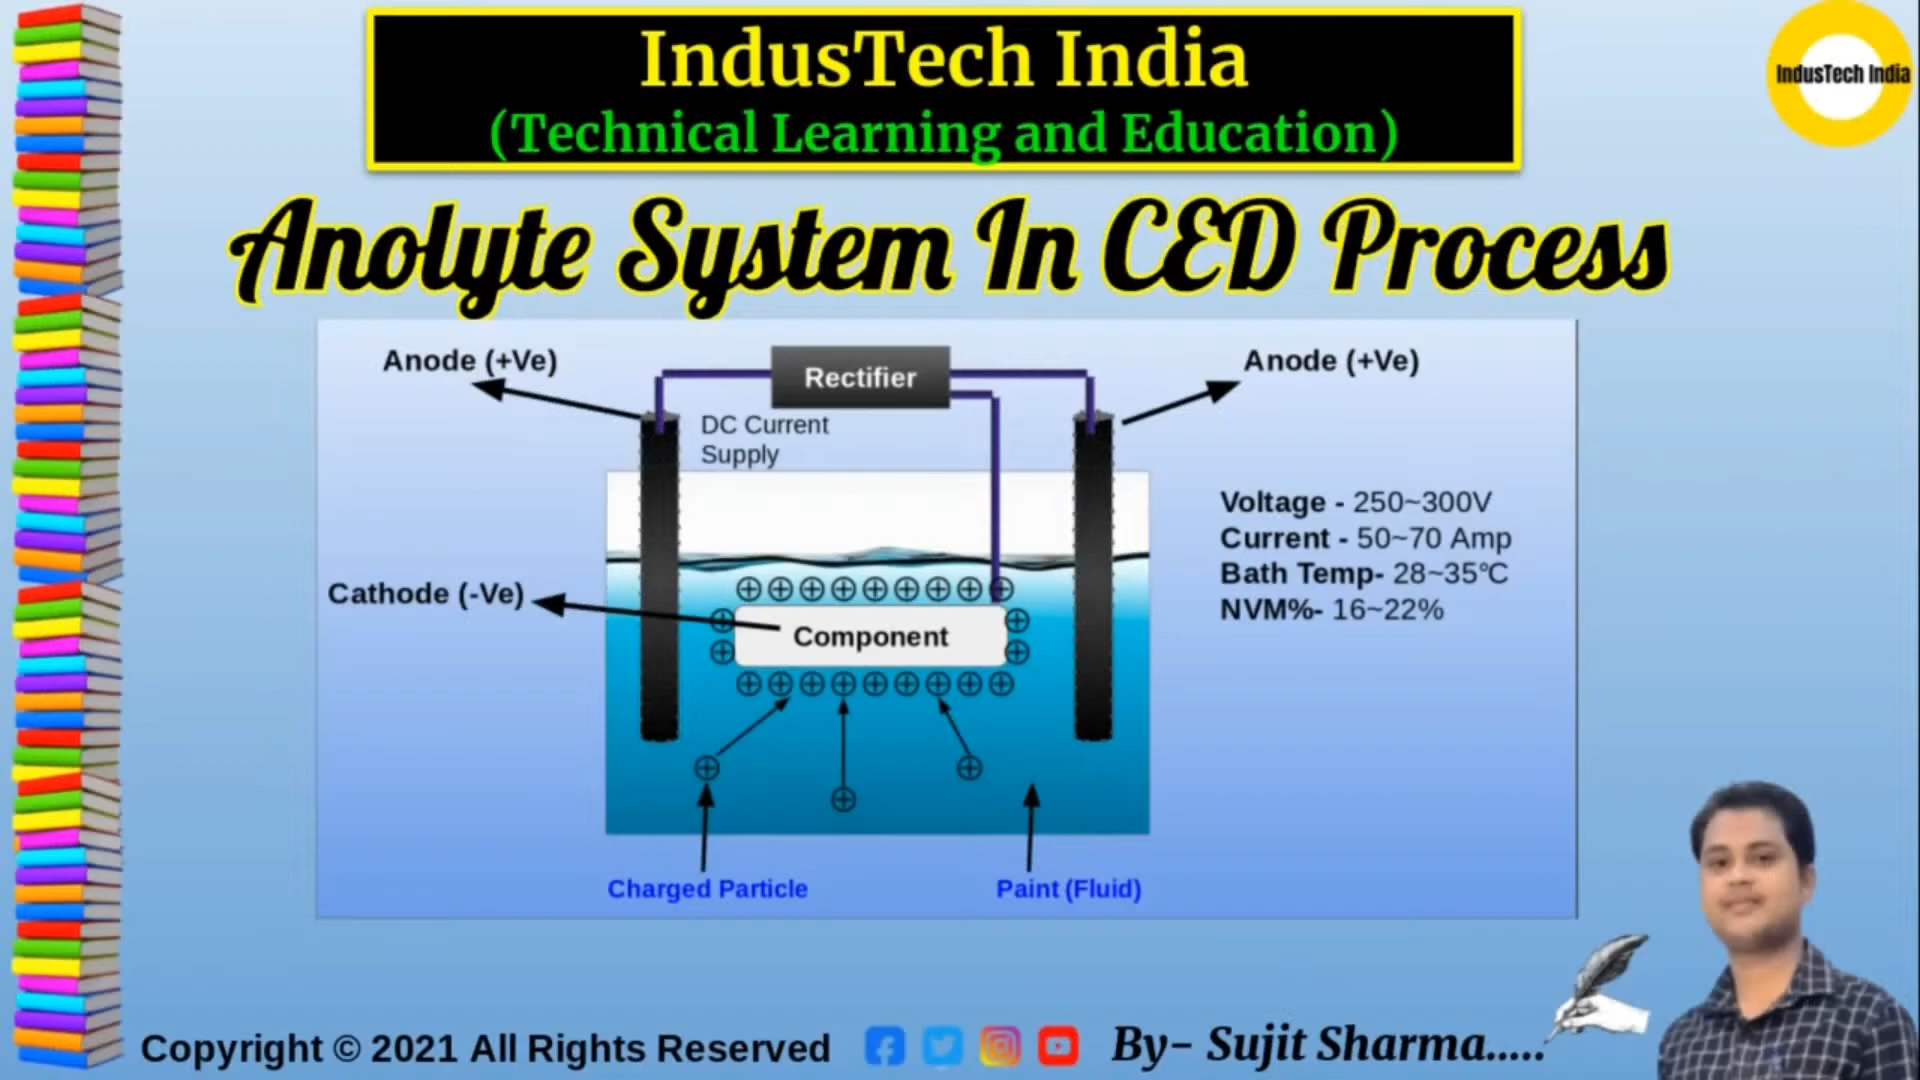 IndusTech India
(Technical Learning and Education)
IndusTech India
Anolyte System In CED Process
Anode (+Ve)
Rectifier
Anode (+Ve)
DC Current
Supply
Voltage - 250~300V
Current - 50~70 Amp
Bath Temp- 28~35°C
NVM%- 16~22%
Cathode (-Ve)
Component
Charged Particle
Paint (Fluid)
Copyright © 2021 All Rights Reserved
By- Sujit Sharma.....